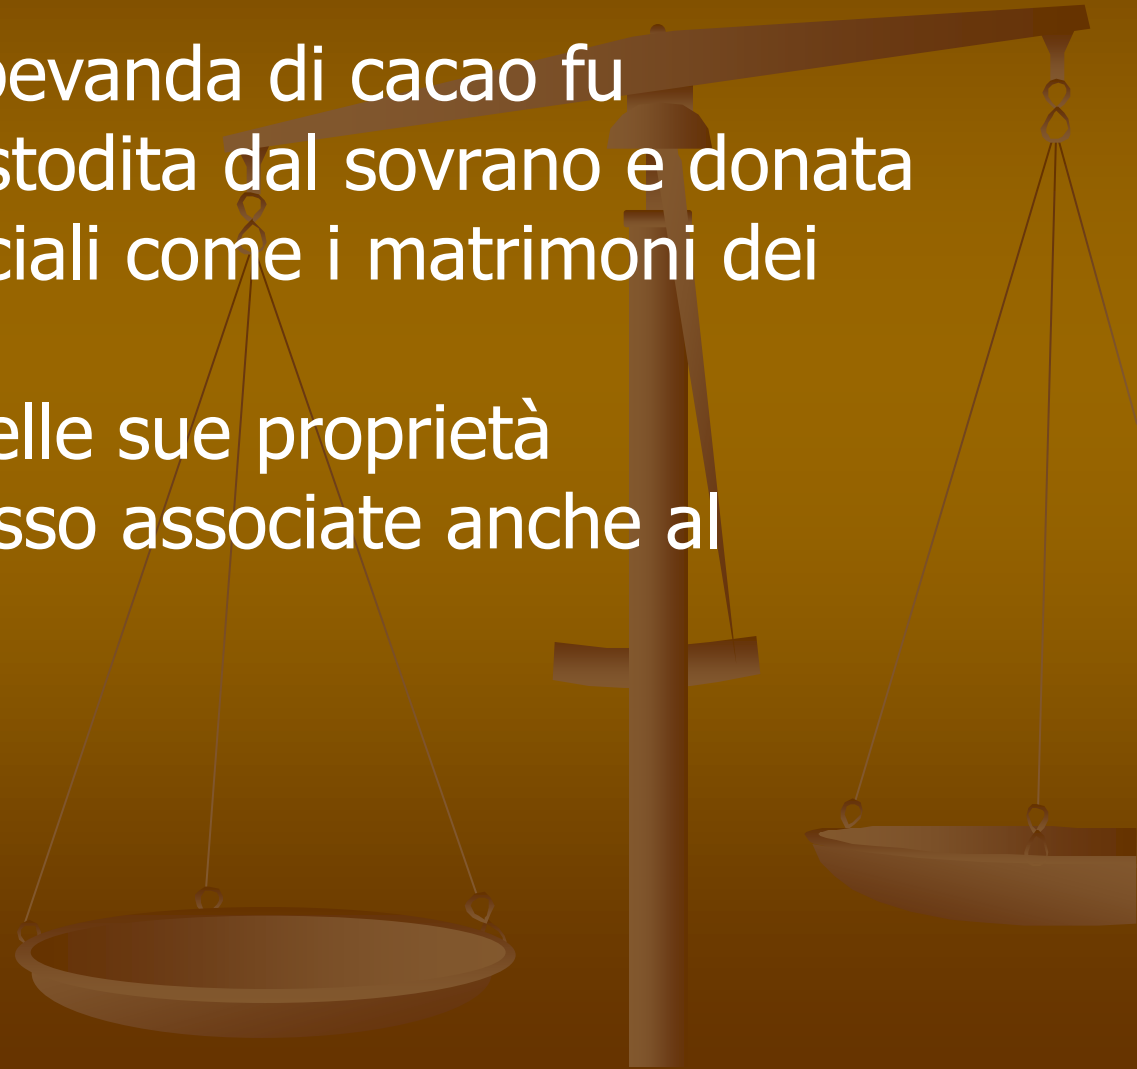 bevanda di cacao fu
stodita dal sovrano e donata
ciali come i matrimoni dei
elle sue proprietà
sso associate anche al